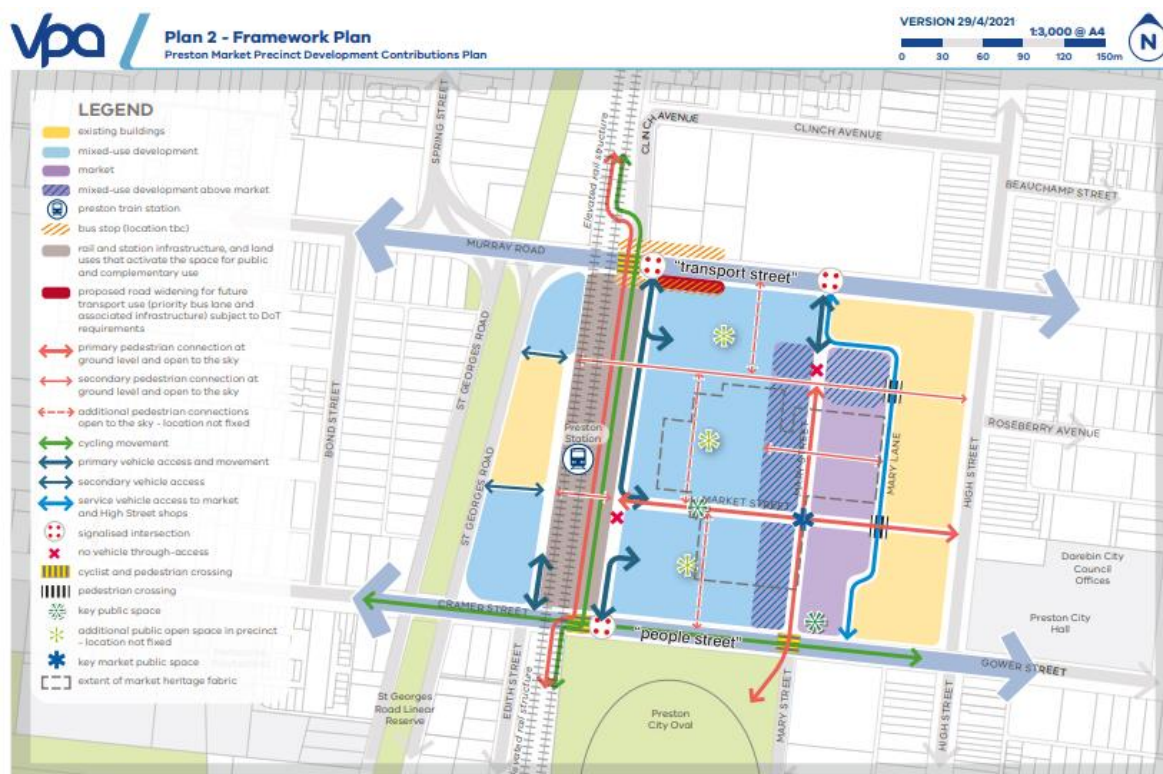 vpa
Plan 2 - Framework Plan
Preston Market Precinct Development Contributions Plan
VERSION 29/4/2021
1:3,000 @ A4
0 30 60 90 120 150m
N
LEGEND
existing buildings
mixed-use development
market
mixed-use development above market
preston train station
bus stop (location tbc)
rail and station infrastructure, and land
uses that activate the space for public
and complementary use
proposed road widening for future
transport use (priority bus lane and
associated infrastructure) subject to DoT
requirements
primary pedestrian connection at
ground level and open to the sky
secondary pedestrian connection at
ground level and open to the sky
additional pedestrian connections
open to the sky - location not fixed
cycling movement
primary vehicle access and movement
secondary vehicle access
service vehicle access to market
and High Street shops
signalised intersection
no vehicle through-access
cyclist and pedestrian crossing
pedestrian crossing
key public space
additional public open space in precinct
- location not fixed
key market public space
extent of market heritage fabric
SPRING STREET
Elevated rail structure
CLINCH AVENUE
CLINCH AVENUE
BEAUCHAMP STREET
MURRAY ROAD
"transport street"
ST GEORGES ROAD
BOND STREET
ST GEORGES ROAD
Preston
Station
MARY STREET
MARY LANE
HIGH STREET
ROSEBERRY AVENUE
MARKET STREET
Darebin City
Council
Offices
Preston City
Hall
CRAMER STREET
"people street"
GOWER STREET
St Georges
Road Linear
Reserve
EDITH STREET
Elevated rail structure
Preston
City Oval
MARY STREET
HIGH STREET